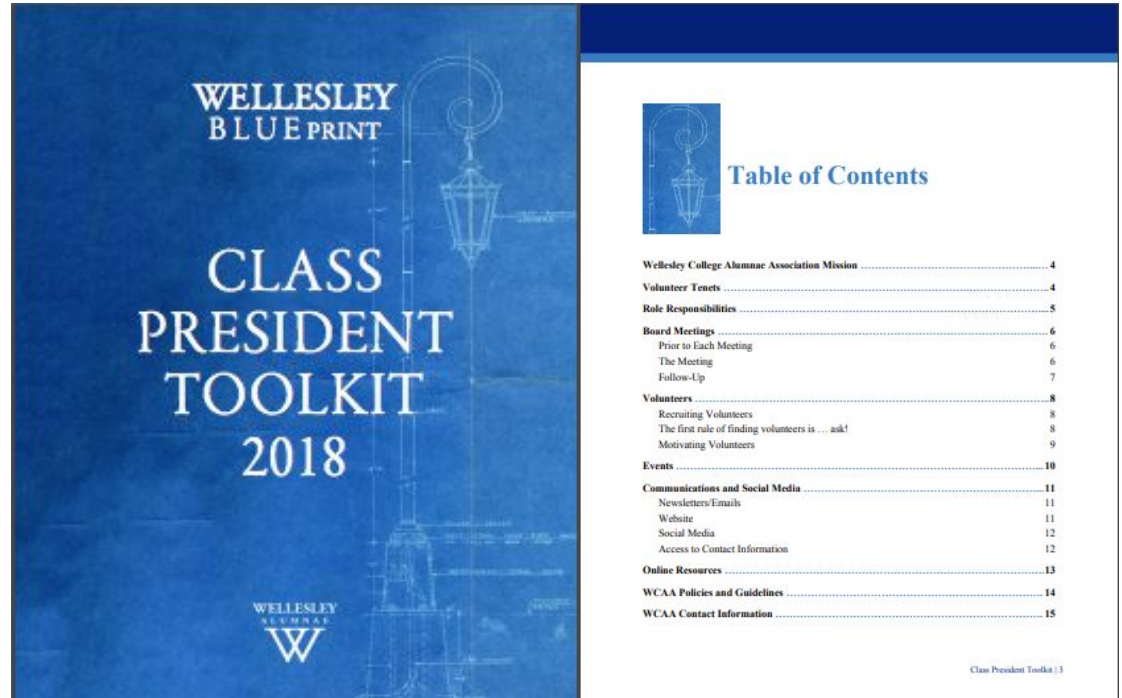 WELLESLEY
BLUEPRINT
CLASS
PRESIDENT
TOOLKIT
2018
WELLESLEY
ALUMNAE
W
Table of Contents
Wellesley College Alumnae Association Mission 4
Volunteer Tenets 4
Role Responsibilities 5
Board Meetings 6
Prior to Each Meeting 6
The Meeting 6
Follow-Up 7
Volunteers 8
Recruiting Volunteers 8
The first rule of finding volunteers is … ask! 8
Motivating Volunteers 9
Events 10
Communications and Social Media 11
Newsletters/Emails 11
Website 11
Social Media 12
Access to Contact Information 12
Online Resources 13
WCAA Policies and Guidelines 14
WCAA Contact Information 15
Class President Toolkit | 3